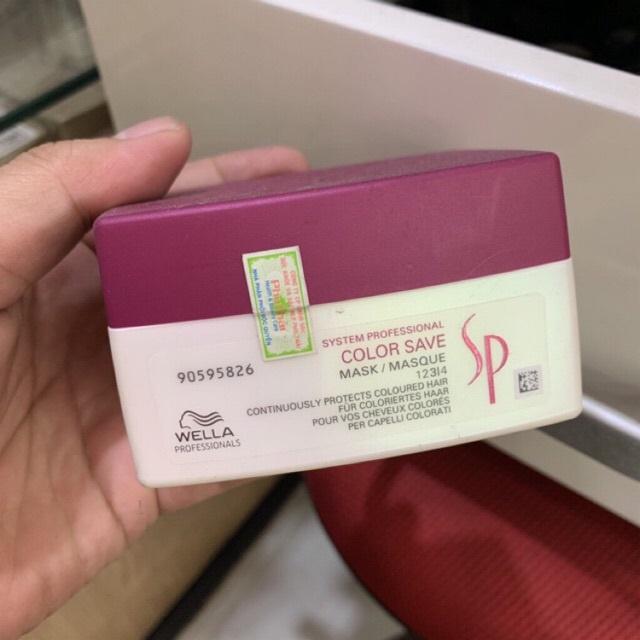 SYSTEM PROFESSIONAL
COLOR SAVE
MASK / MASQUE
123|4
SP
90595826
CONTINUOUSLY PROTECTS COLOURED HAIR
FÜR COLORIERTES HAAR
POUR VOS CHEVEUX COLORÉS
PER CAPELLI COLORATI
WELLA
PROFESSIONALS